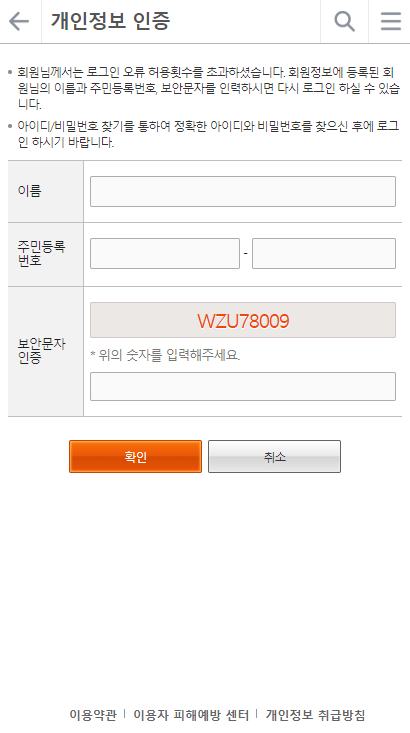 개인정보 인증
회원님께서는 로그인 오류 허용횟수를 초과하셨습니다. 회원정보에 등록된 회
원님의 이름과 주민등록번호, 보안문자를 입력하시면 다시 로그인 하실 수 있습
니다.
아이디/비밀번호 찾기를 통하여 정확한 아이디와 비밀번호를 찾으신 후에 로그
인 하시기 바랍니다.
이름
주민등록
번호
-
WZU78009
보안문자
인증
* 위의 숫자를 입력해주세요.
확인 취소
이용약관 | 이용자 피해예방 센터 | 개인정보 취급방침